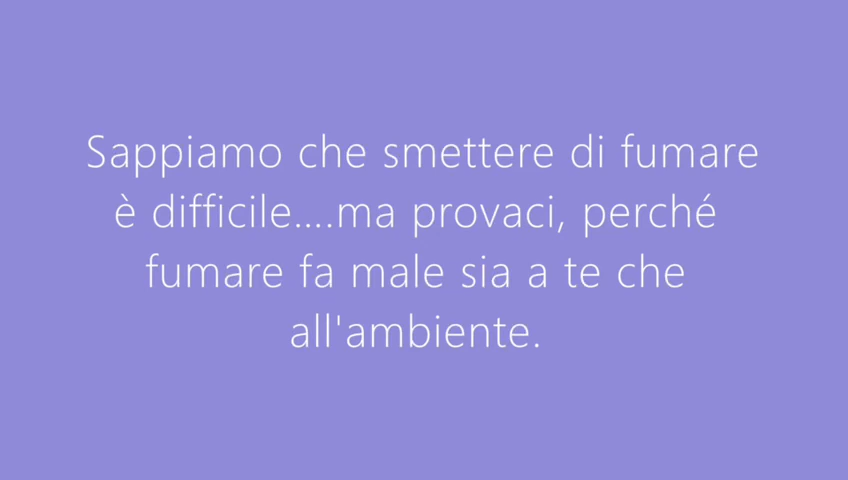 Sappiamo che smettere di fumare
è difficile....ma provaci, perché
fumare fa male sia a te che
all'ambiente.